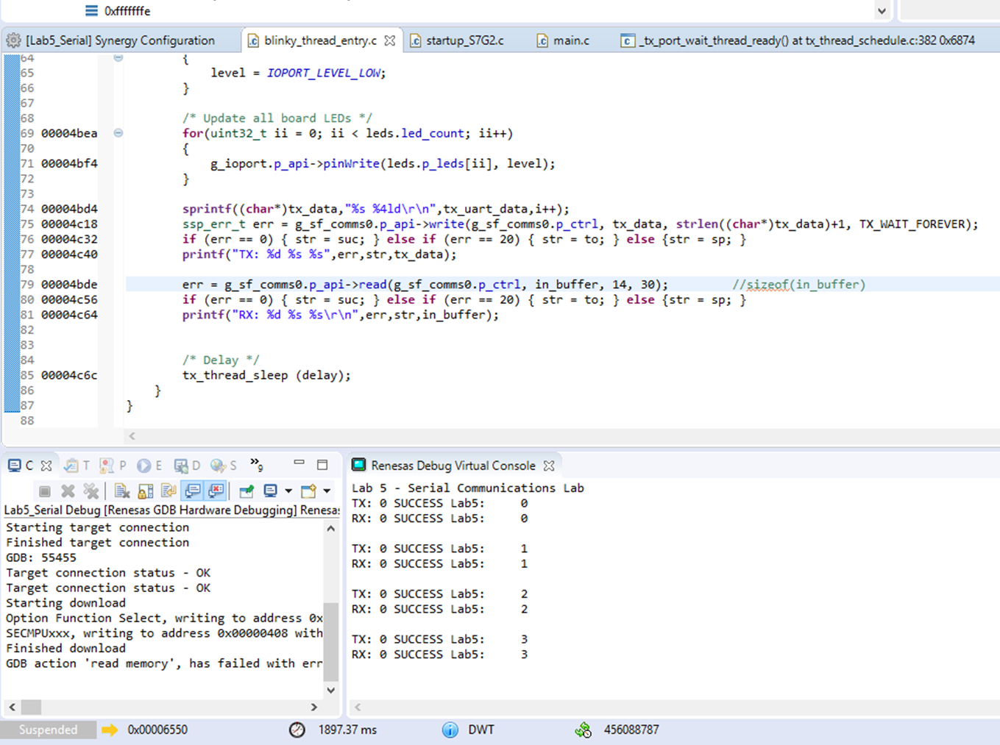 0xfffffffe
[Lab5_Serial] Synergy Configuration
blinky_thread_entry.c
startup_S7G2.c
main.c
_tx_port_wait_thread_ready() at tx_thread_schedule.c:382 0x6874
64 {
65 level = IOPORT_LEVEL_LOW;
66 }
67
68 /* Update all board LEDs */
69 00004bea for(uint32_t ii = 0; ii < leds.led_count; ii++)
70 {
71 00004bf4 g_ioport.p_api->pinWrite(leds.p_leds[ii], level);
72 }
73
74 00004bd4 sprintf((char*)tx_data,"%s %4ld\r\n",tx_uart_data,i++);
75 00004c18 ssp_err_t err = g_sf_comms0.p_api->write(g_sf_comms0.p_ctrl, tx_data, strlen((char*)tx_data)+1, TX_WAIT_FOREVER);
76 00004c32 if (err == 0) { str = suc; } else if (err == 20) { str = to; } else {str = sp; }
77 00004c40 printf("TX: %d %s %s",err,str,tx_data);
78
79 00004bde err = g_sf_comms0.p_api->read(g_sf_comms0.p_ctrl, in_buffer, 14, 30); //sizeof(in_buffer)
80 00004c56 if (err == 0) { str = suc; } else if (err == 20) { str = to; } else {str = sp; }
81 00004c64 printf("RX: %d %s %s\r\n",err,str,in_buffer);
82
83
84 /* Delay */
85 00004c6c tx_thread_sleep (delay);
86 }
87 }
88
C T P E D S »9
Lab5_Serial Debug [Renesas GDB Hardware Debugging] Renesas
Starting target connection
Finished target connection
GDB: 55455
Target connection status - OK
Target connection status - OK
Starting download
Option Function Select, writing to address 0x
SECMPUxxx, writing to address 0x00000408 with
Finished download
GDB action 'read memory', has failed with err
Renesas Debug Virtual Console
Lab 5 - Serial Communications Lab
TX: 0 SUCCESS Lab5: 0
RX: 0 SUCCESS Lab5: 0
TX: 0 SUCCESS Lab5: 1
RX: 0 SUCCESS Lab5: 1
TX: 0 SUCCESS Lab5: 2
RX: 0 SUCCESS Lab5: 2
TX: 0 SUCCESS Lab5: 3
RX: 0 SUCCESS Lab5: 3
Suspended 0x00006550 1897.37 ms DWT 456088787